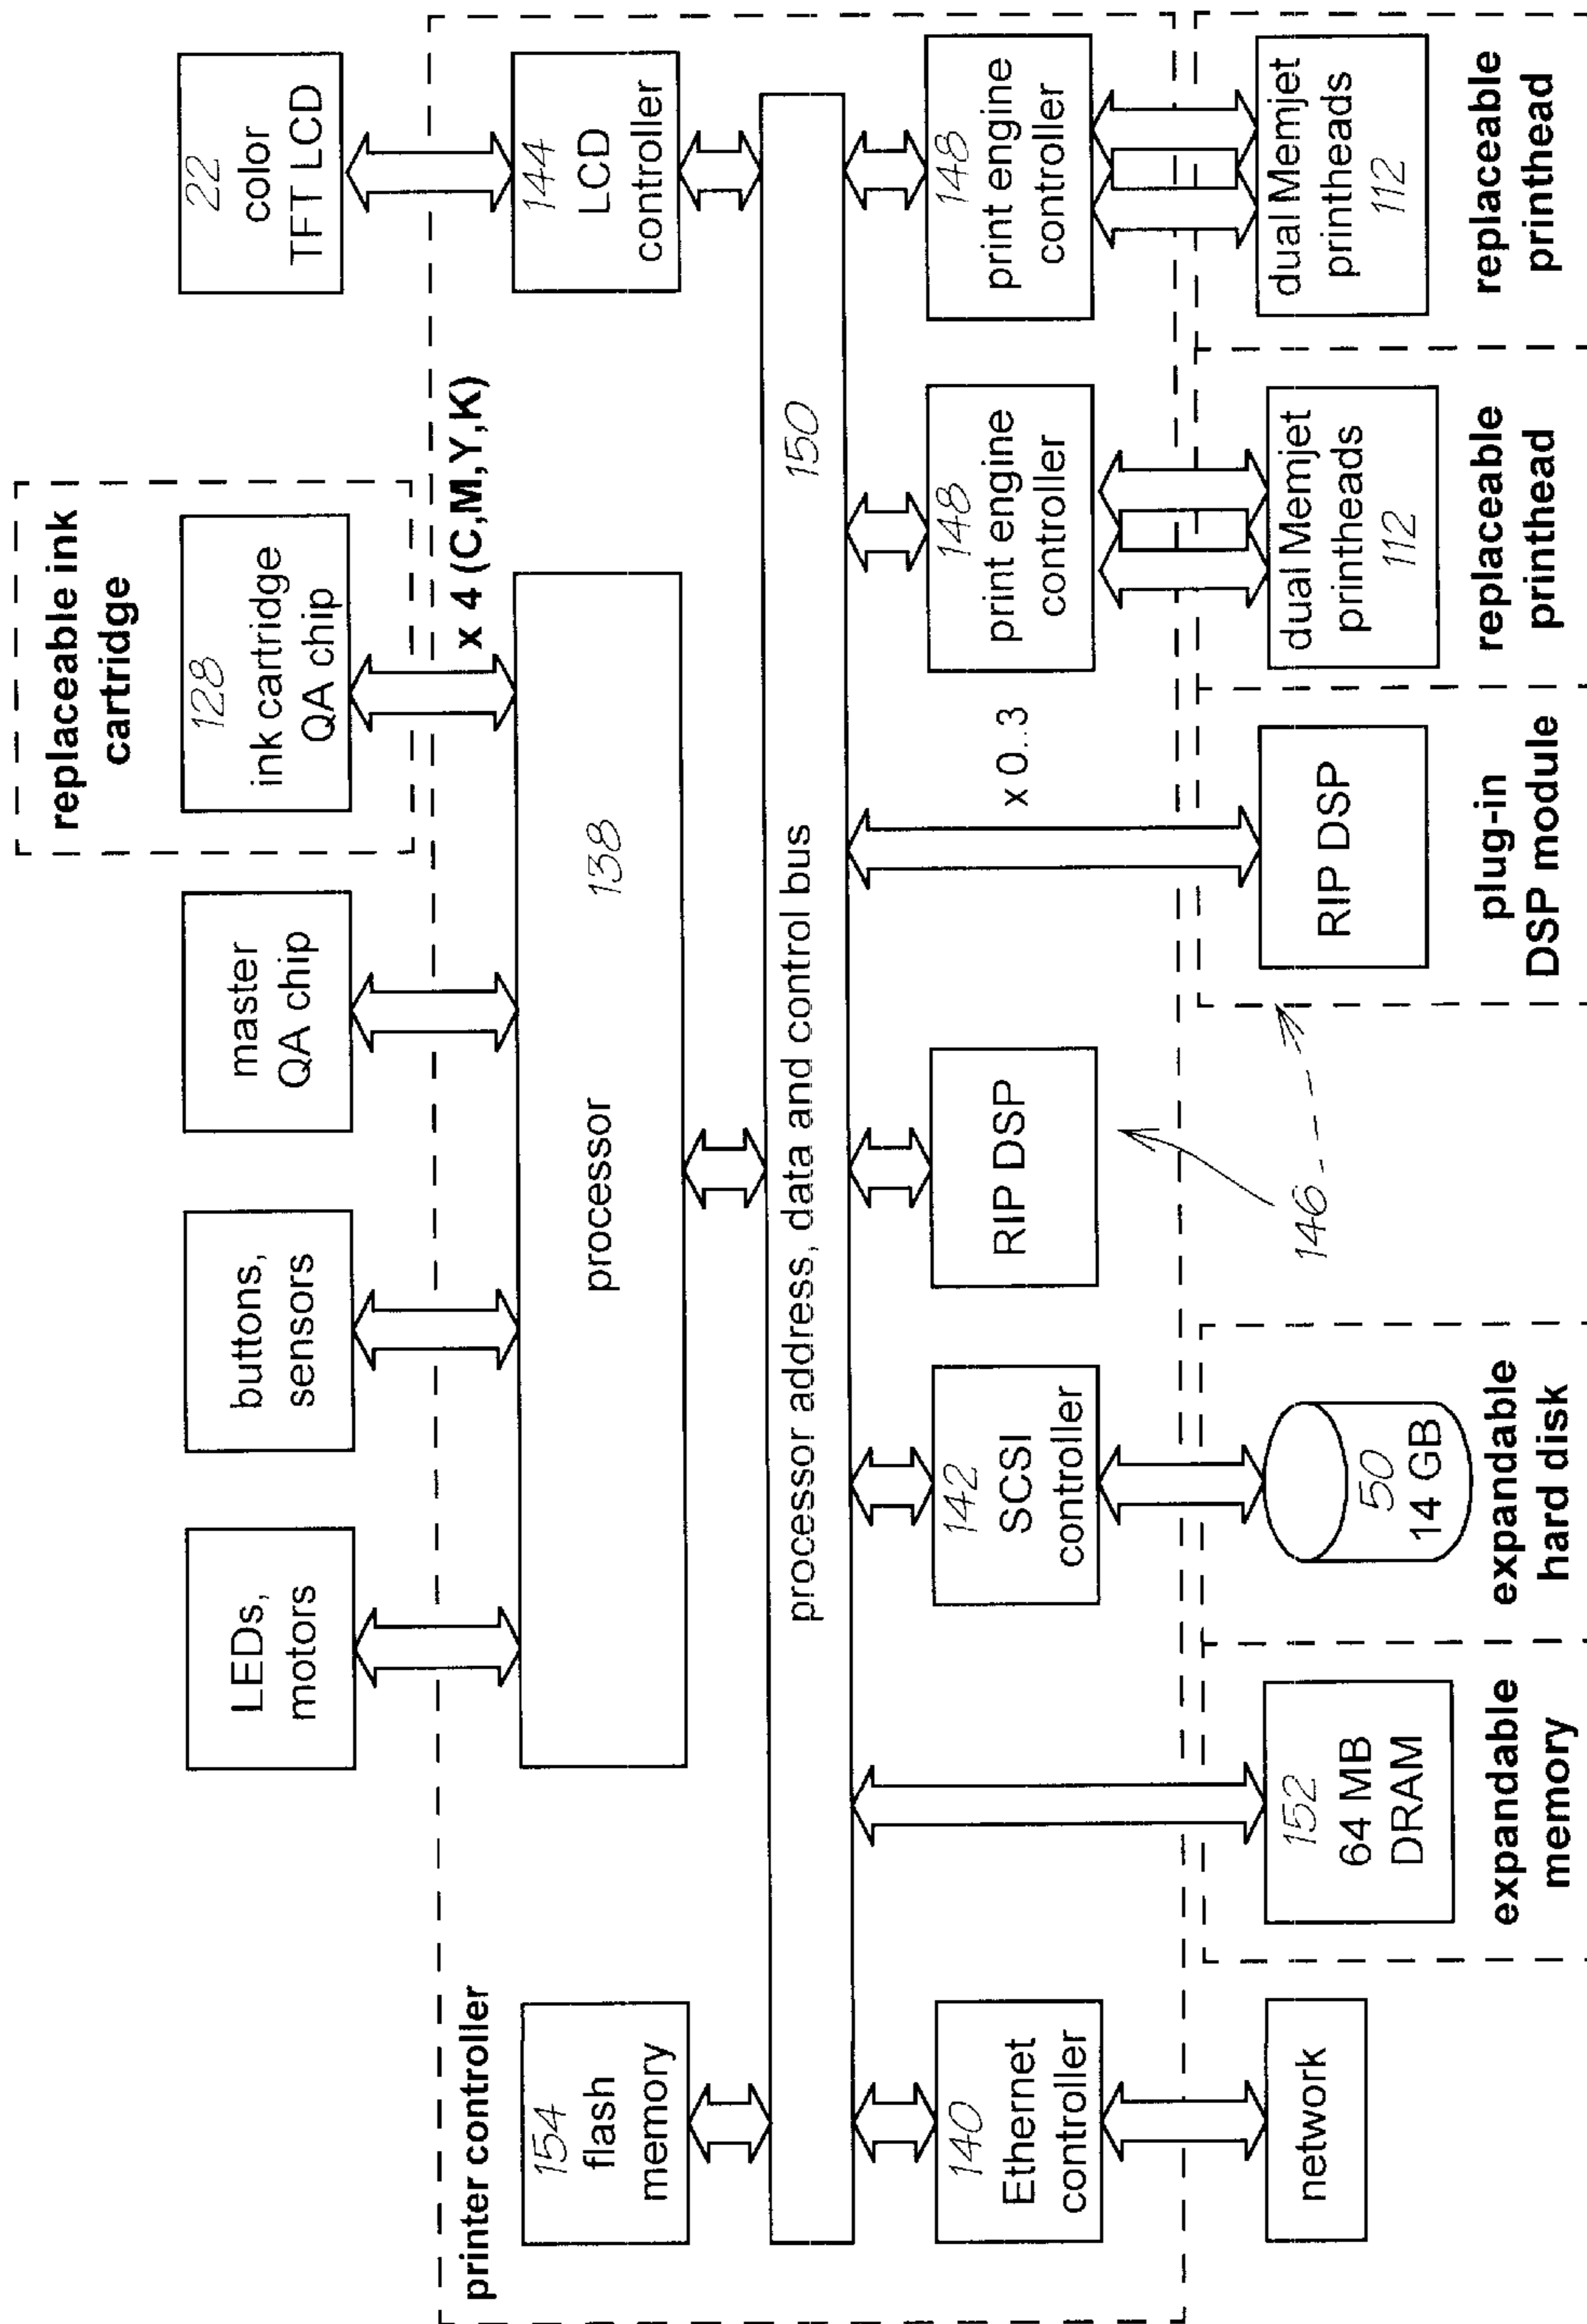 replaceable ink
cartridge
22
color
TFT LCD
128
ink cartridge
QA chip
master
QA chip
buttons,
sensors
LEDs,
motors
x 4 (C,M,Y,K)
printer controller
154
flash
memory
processor
138
144
LCD
controller
processor address, data and control bus
150
140
Ethernet
controller
142
SCSI
controller
RIP DSP
x 0..3
148
print engine
controller
148
print engine
controller
146
network
152
64 MB
DRAM
50
14 GB
RIP DSP
dual Memjet
printheads
112
dual Memjet
printheads
112
expandable
memory
expandable
hard disk
plug-in
DSP module
replaceable
printhead
replaceable
printhead